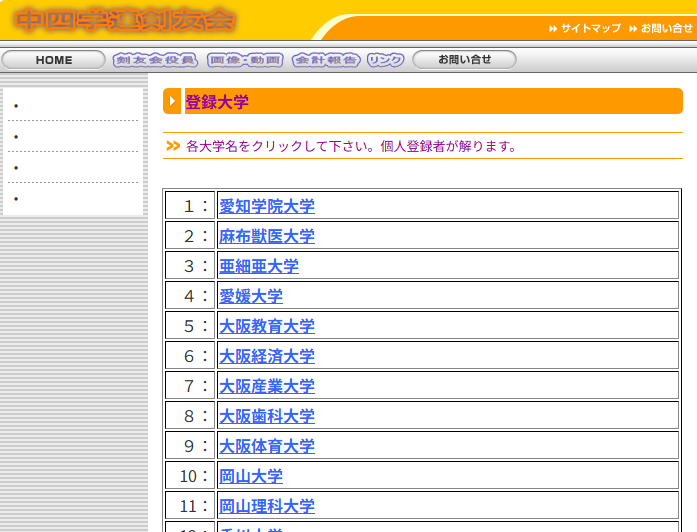 中四学連剣友会
サイトマップ お問い合せ
HOME 剣友会役員 画像・動画 会計報告 リンク お問い合せ
登録大学
各大学名をクリックして下さい。個人登録者が解ります。
1： 愛知学院大学
2： 麻布獣医大学
3： 亜細亜大学
4： 愛媛大学
5： 大阪教育大学
6： 大阪経済大学
7： 大阪産業大学
8： 大阪歯科大学
9： 大阪体育大学
10： 岡山大学
11： 岡山理科大学